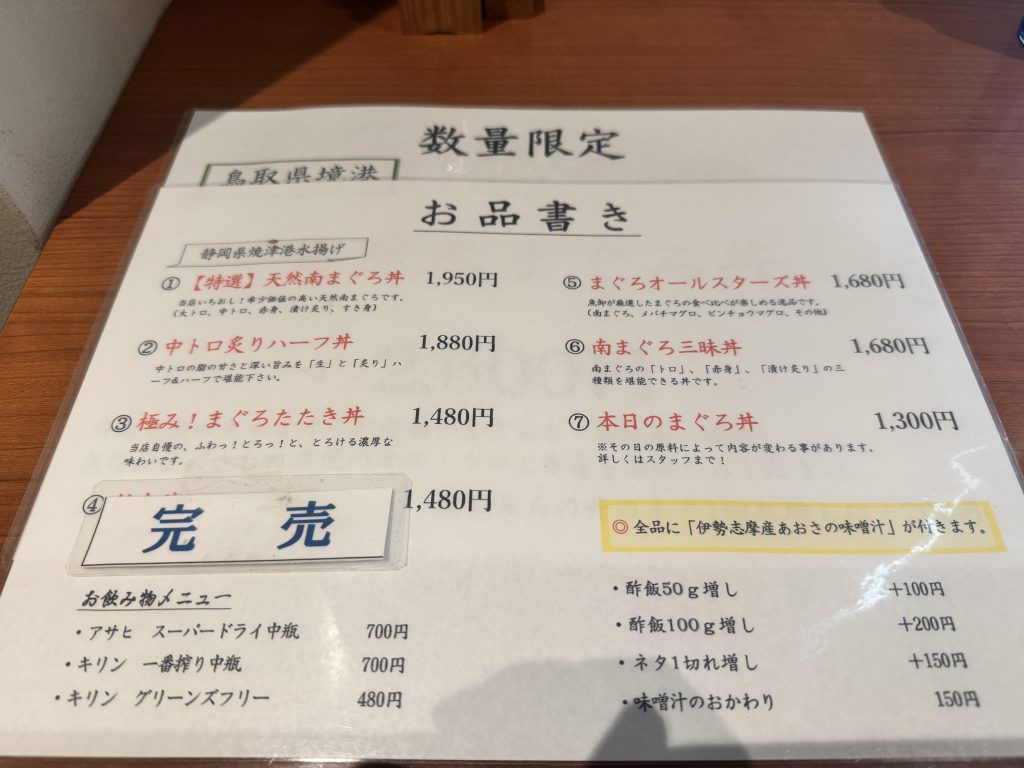 数量限定
鳥取県境港
お品書き
静岡県焼津港水揚げ
① 【特選】天然南まぐろ丼 1,950円
当店いちおし!希少価値の高い天然南まぐろです。
(大トロ、中トロ、赤身、漬け炙り、すき身)
② 中トロ炙りハーフ丼 1,880円
中トロの脂の甘さと深い旨みを「生」と「炙り」ハ
ーフ&ハーフで堪能下さい。
③ 極み!まぐろたたき丼 1,480円
当店自慢の、ふわっ!とろっ!と、とろける濃厚な
味わいです。
④ 1,480円
完売
お飲み物メニュー
・アサヒ スーパードライ中瓶 700円
・キリン 一番搾り中瓶 700円
・キリン グリーンズフリー 480円
⑤ まぐろオールスターズ丼 1,680円
魚卸が厳選したまぐろの食べ比べが楽しめる逸品です。
(南まぐろ、メバチマグロ、ビンチョウマグロ、その他)
⑥ 南まぐろ三昧丼 1,680円
南まぐろの「トロ」、「赤身」、「漬け炙り」の三
種類を堪能できる丼です。
⑦ 本日のまぐろ丼 1,300円
※その日の原料によって内容が変わる事があります。
詳しくはスタッフまで!
◎ 全品に「伊勢志摩産あおさの味噌汁」が付きます。
・酢飯50g増し +100円
・酢飯100g増し +200円
・ネタ1切れ増し +150円
・味噌汁のおかわり 150円